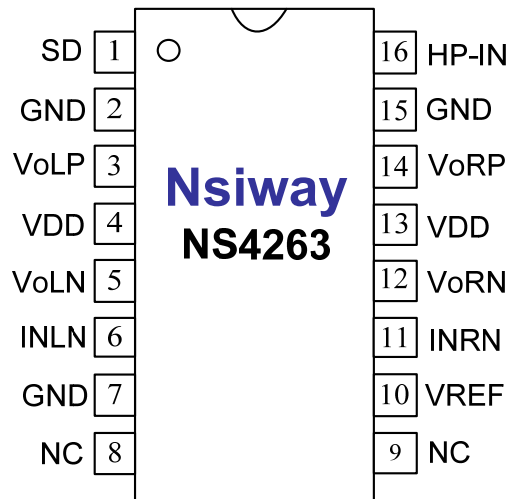 SD 1 16 HP-IN
GND 2 15 GND
VoLP 3 14 VoRP
Nsiway
VDD 4 13 VDD
NS4263
VoLN 5 12 VoRN
INLN 6 11 INRN
GND 7 10 VREF
NC 8 9 NC